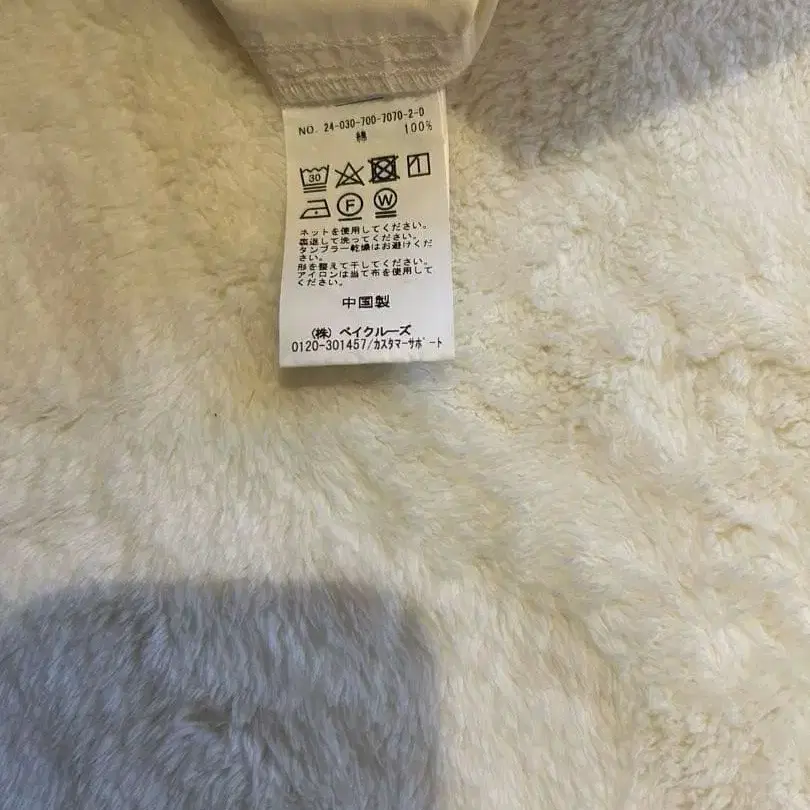 NO. 24-030-700-7070-2-0
綿 100%
30
F W
ネットを使用してください。
裏返して洗ってください。
タンブラー乾燥はお避けくだ
さい。
形を整えて干してください。
アイロンは当て布を使用して
ください。
中国製
(株) ベイクルーズ
0120-301457/カスタマーサポート